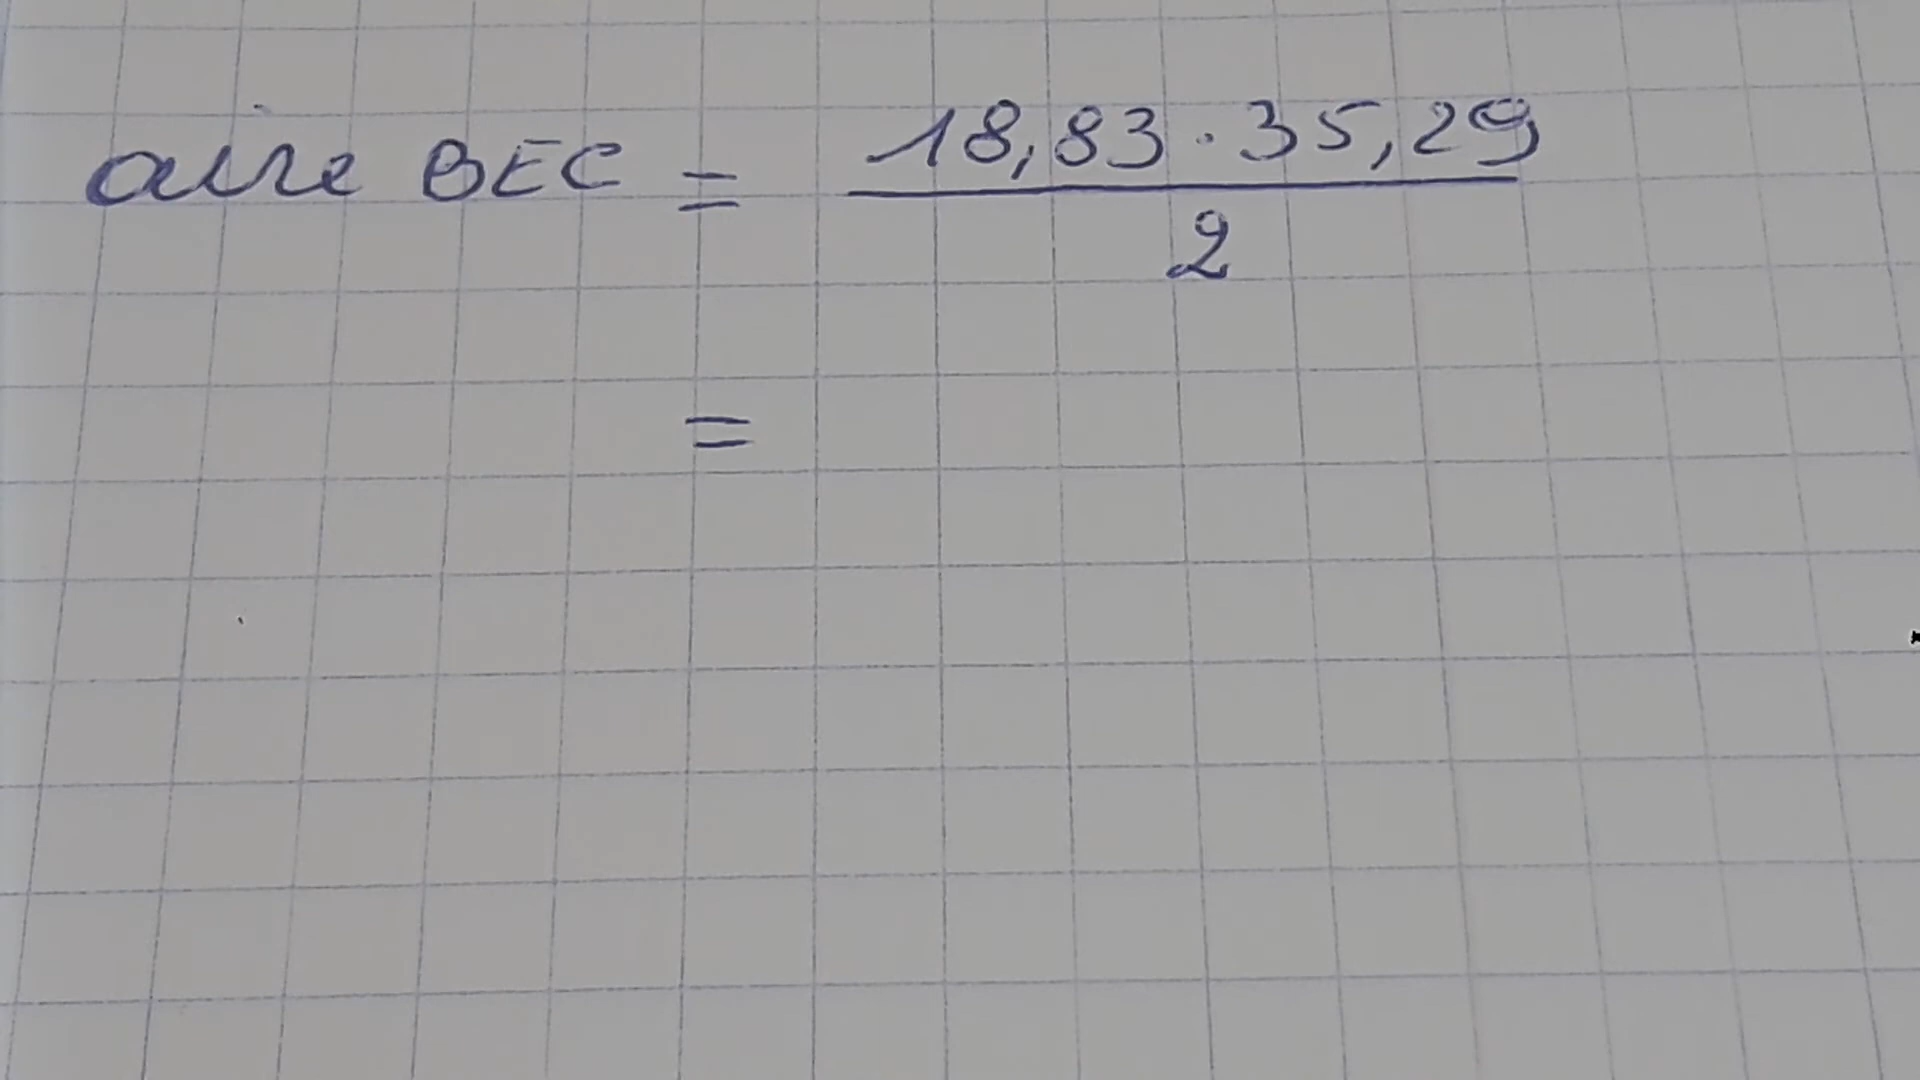 aire BEC = 18,83 · 35,29
2
=